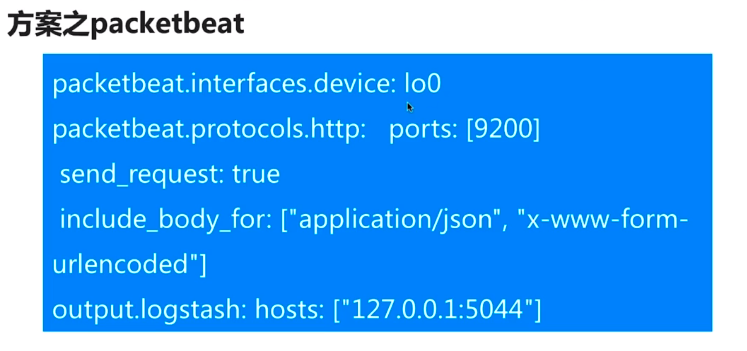 方案之packetbeat
packetbeat.interfaces.device: lo0
packetbeat.protocols.http:   ports: [9200]
send_request: true
include_body_for: ["application/json", "x-www-form-
urlencoded"]
output.logstash: hosts: ["127.0.0.1:5044"]